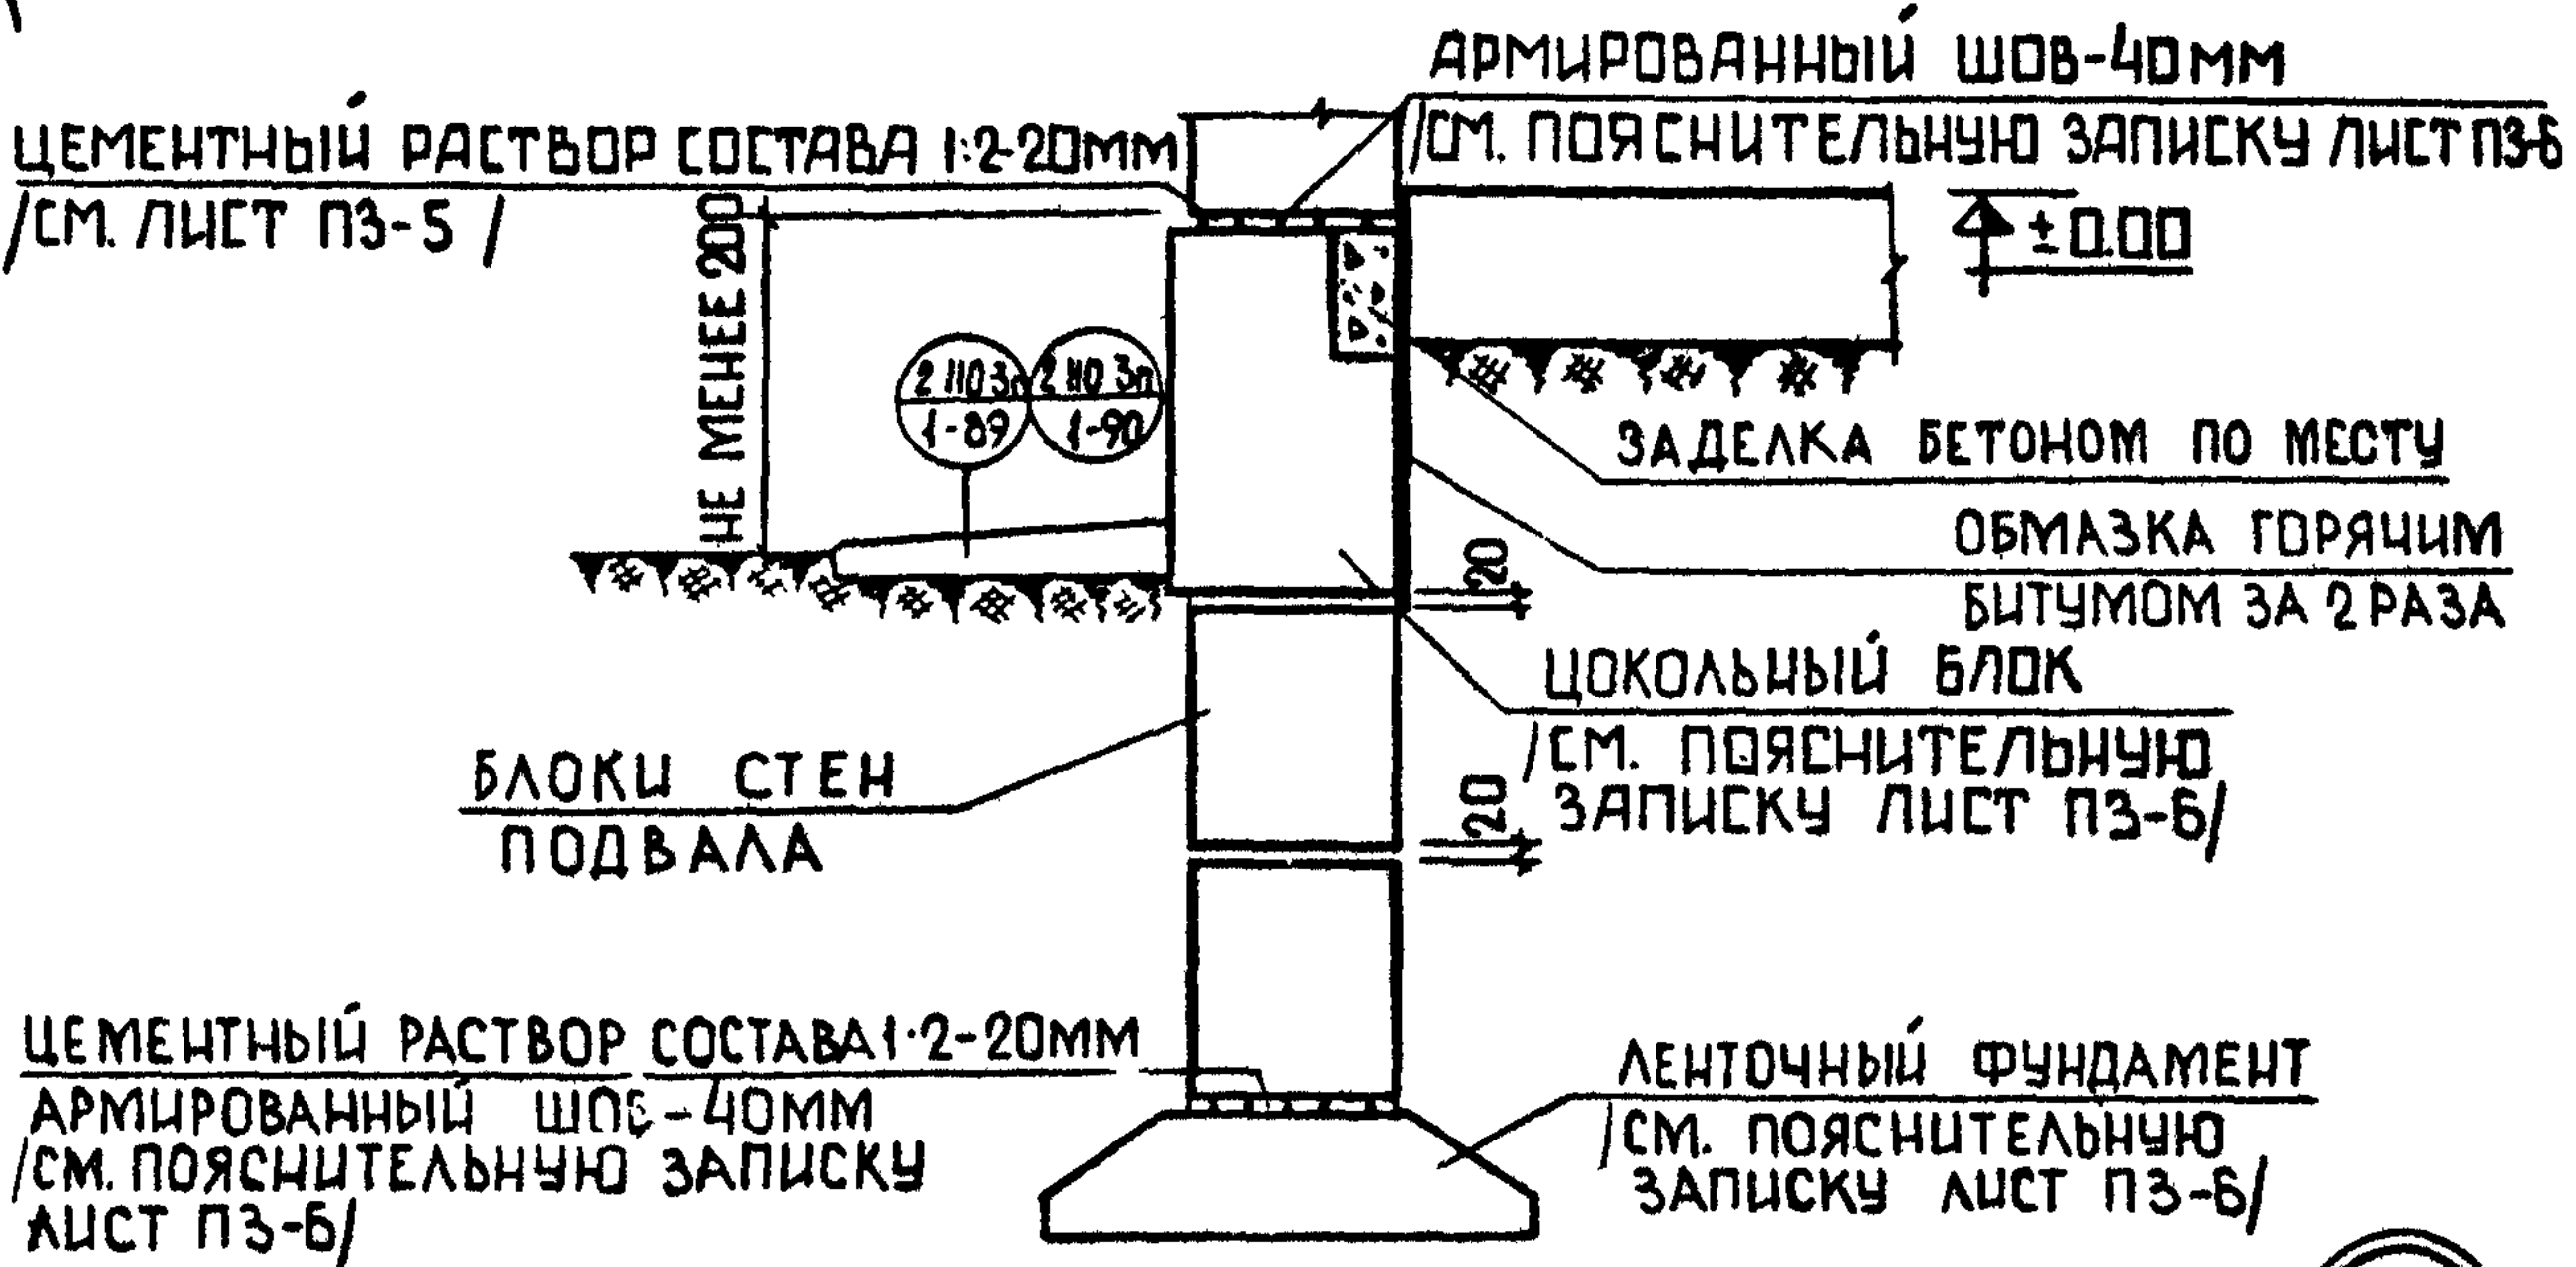 АРМИРОВАННЫЙ ШОВ-40ММ
/СМ. ПОЯСНИТЕЛЬНУЮ ЗАПИСКУ ЛИСТ ПЗ-6
ЦЕМЕНТНЫЙ РАСТВОР СОСТАВА 1:2-20ММ
/СМ. ЛИСТ ПЗ-5 /
НЕ МЕНЕЕ 200
±0.00
2 110 3п
1-89
2 110 3п
1-90
ЗАДЕЛКА БЕТОНОМ ПО МЕСТУ
ОБМАЗКА ГОРЯЧИМ
БИТУМОМ ЗА 2 РАЗА
20
ЦОКОЛЬНЫЙ БЛОК
/СМ. ПОЯСНИТЕЛЬНУЮ
ЗАПИСКУ ЛИСТ ПЗ-6/
20
БЛОКИ СТЕН
ПОДВАЛА
ЦЕМЕНТНЫЙ РАСТВОР СОСТАВА 1·2-20ММ
АРМИРОВАННЫЙ ШОВ-40ММ
/СМ. ПОЯСНИТЕЛЬНУЮ ЗАПИСКУ
ЛИСТ ПЗ-6/
ЛЕНТОЧНЫЙ ФУНДАМЕНТ
/СМ. ПОЯСНИТЕЛЬНУЮ
ЗАПИСКУ ЛИСТ ПЗ-6/